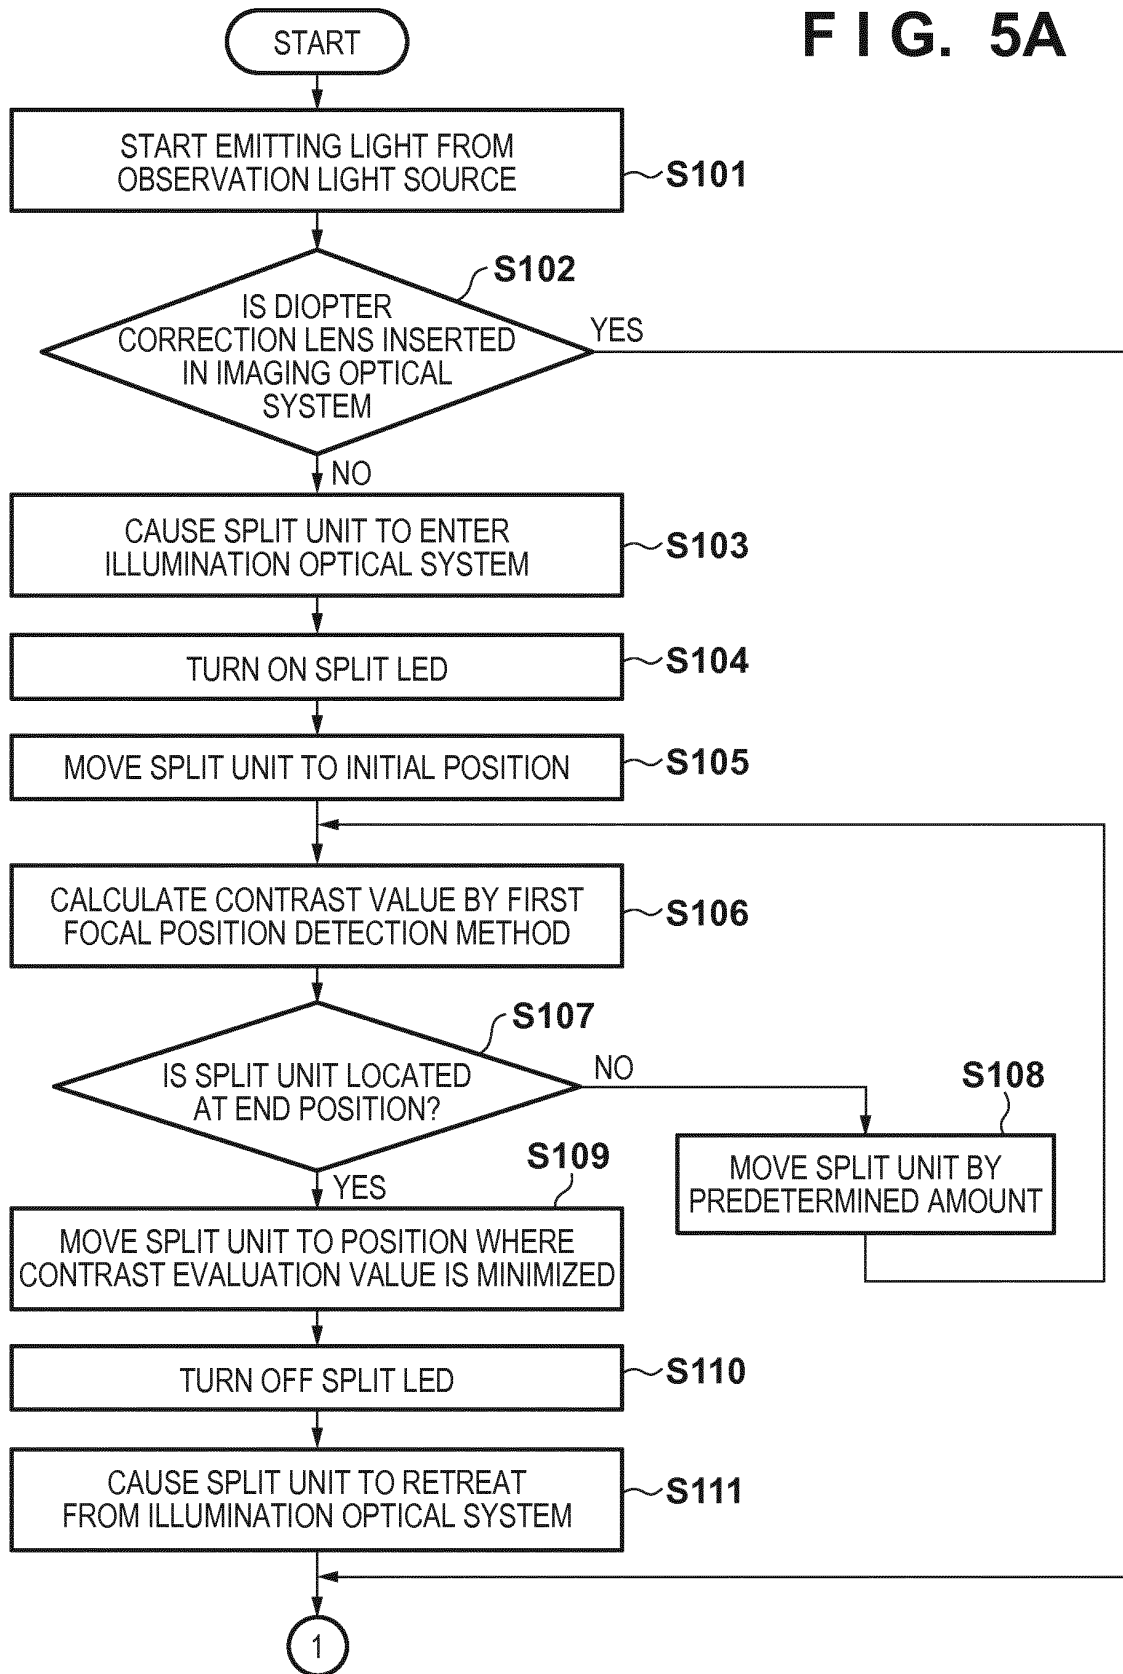 F I G. 5A
START
START EMITTING LIGHT FROM
OBSERVATION LIGHT SOURCE
S101
S102
IS DIOPTER
CORRECTION LENS INSERTED
IN IMAGING OPTICAL
SYSTEM
YES
NO
CAUSE SPLIT UNIT TO ENTER
ILLUMINATION OPTICAL SYSTEM
S103
TURN ON SPLIT LED
S104
MOVE SPLIT UNIT TO INITIAL POSITION
S105
CALCULATE CONTRAST VALUE BY FIRST
FOCAL POSITION DETECTION METHOD
S106
S107
IS SPLIT UNIT LOCATED
AT END POSITION?
NO
S108
MOVE SPLIT UNIT BY
PREDETERMINED AMOUNT
YES
S109
MOVE SPLIT UNIT TO POSITION WHERE
CONTRAST EVALUATION VALUE IS MINIMIZED
TURN OFF SPLIT LED
S110
CAUSE SPLIT UNIT TO RETREAT
FROM ILLUMINATION OPTICAL SYSTEM
S111
1